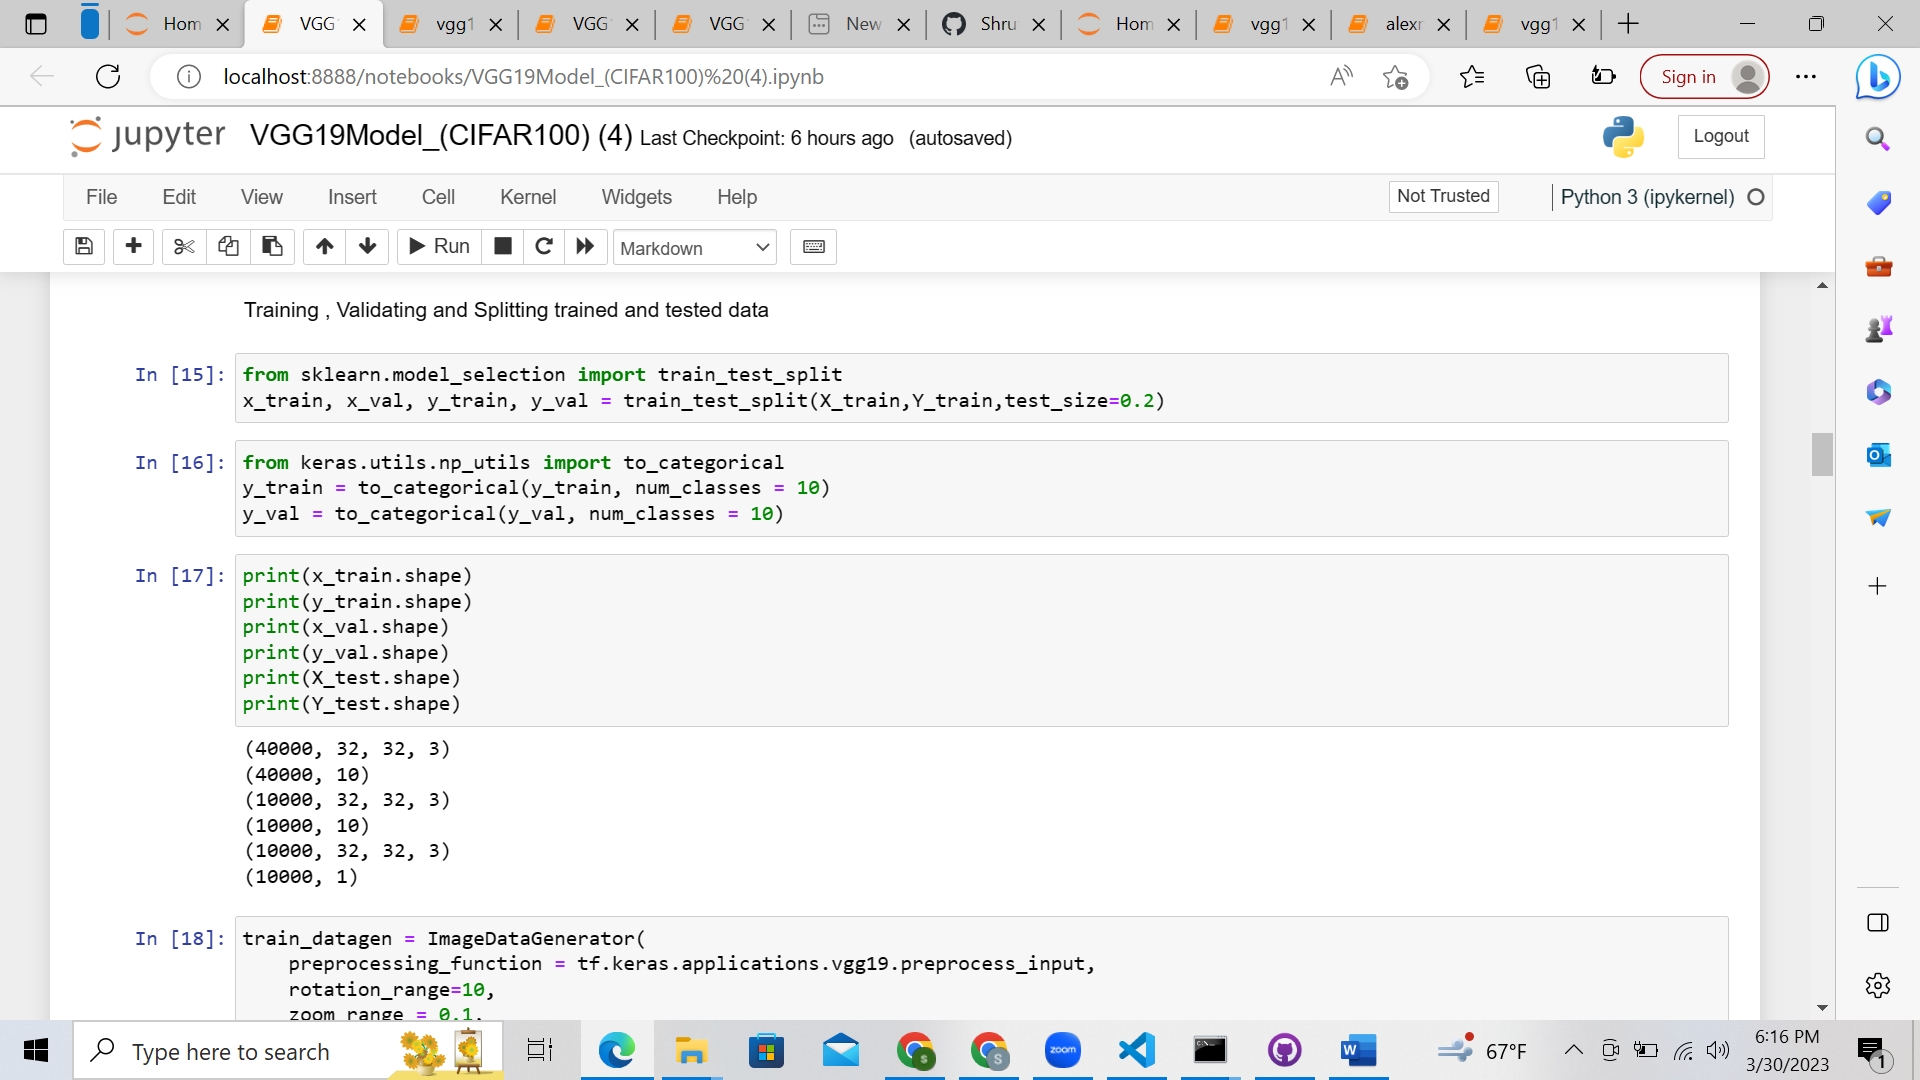 Hom
VGG
vgg1
VGG
VGG
New
Shru
Hom
vgg1
alexr
vgg1
localhost:8888/notebooks/VGG19Model_(CIFAR100)%20(4).ipynb
Sign in
jupyter VGG19Model_(CIFAR100) (4) Last Checkpoint: 6 hours ago (autosaved)
Logout
File Edit View Insert Cell Kernel Widgets Help
Not Trusted
Python 3 (ipykernel)
Run
Markdown
Training , Validating and Splitting trained and tested data
In [15]: from sklearn.model_selection import train_test_split
x_train, x_val, y_train, y_val = train_test_split(X_train,Y_train,test_size=0.2)
In [16]: from keras.utils.np_utils import to_categorical
y_train = to_categorical(y_train, num_classes = 10)
y_val = to_categorical(y_val, num_classes = 10)
In [17]: print(x_train.shape)
print(y_train.shape)
print(x_val.shape)
print(y_val.shape)
print(X_test.shape)
print(Y_test.shape)
(40000, 32, 32, 3)
(40000, 10)
(10000, 32, 32, 3)
(10000, 10)
(10000, 32, 32, 3)
(10000, 1)
In [18]: train_datagen = ImageDataGenerator(
preprocessing_function = tf.keras.applications.vgg19.preprocess_input,
rotation_range=10,
zoom_range = 0.1,
Type here to search
zoom
67°F
6:16 PM
3/30/2023
1